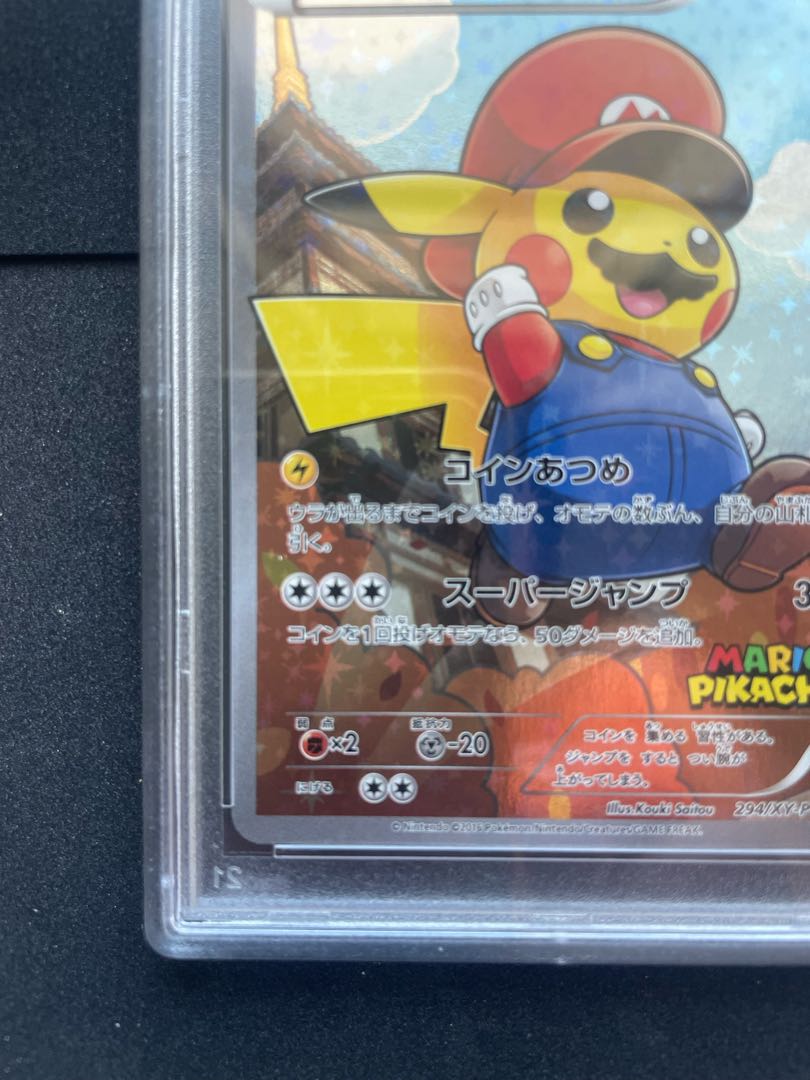 M
コインあつめ
ウラが出るまでコインを投げ、オモテの数ぶん、自分の山札
引く。
スーパージャンプ 3
コインを1回投げオモテなら、50ダメージを追加。
MARIO
PIKACH
弱点 抵抗力
×2 -20
にげる
コインを 集める 習性がある。
ジャンプを すると つい腕が
上がってしまう。
Illus. Kouki Saitou 294/XY-P
© Nintendo ©2016 Pokémon/Nintendo/Creatures/GAME FREAK.
21